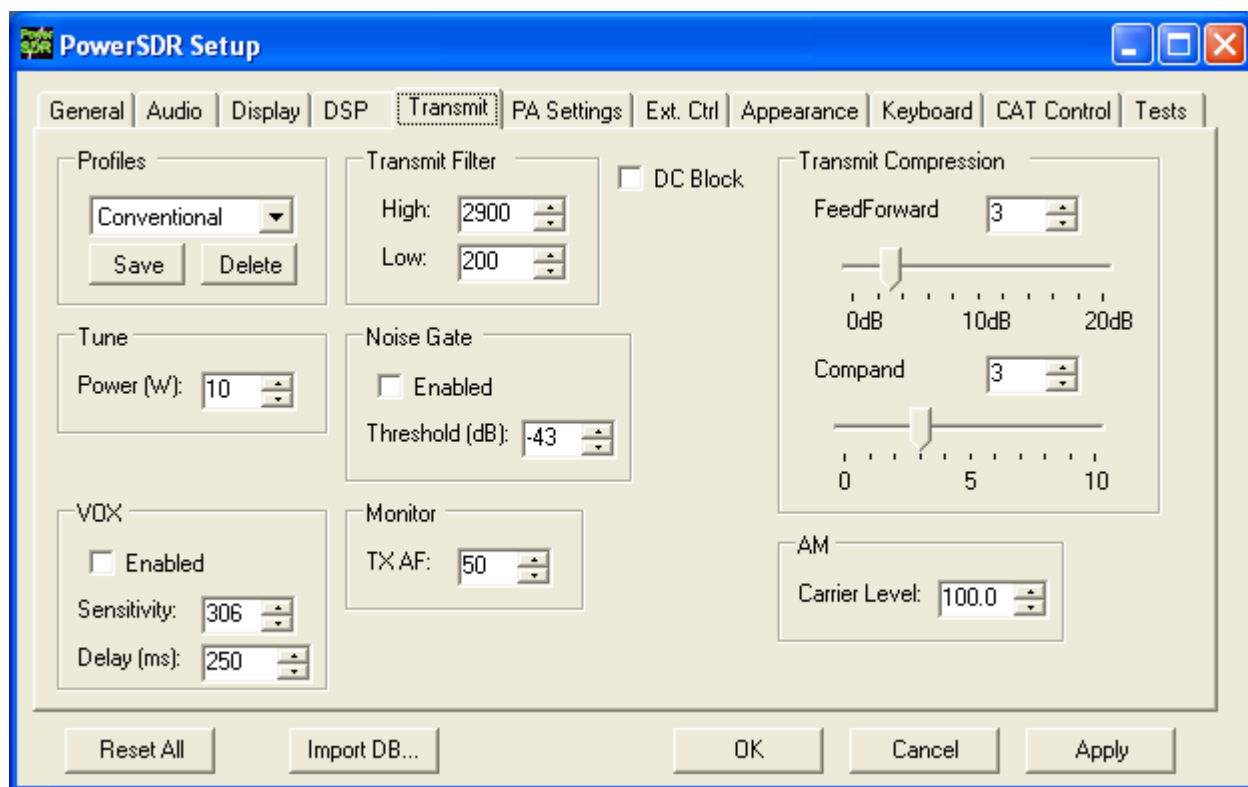 Power SDR PowerSDR Setup
General Audio Display DSP Transmit PA Settings Ext. Ctrl Appearance Keyboard CAT Control Tests
Profiles
Conventional
Save Delete
Transmit Filter
High: 2900
Low: 200
DC Block
Transmit Compression
FeedForward 3
0dB 10dB 20dB
Compand 3
0 5 10
Tune
Power (W): 10
Noise Gate
Enabled
Threshold (dB): -43
VOX
Enabled
Sensitivity: 306
Delay (ms): 250
Monitor
TX AF: 50
AM
Carrier Level: 100.0
Reset All Import DB... OK Cancel Apply